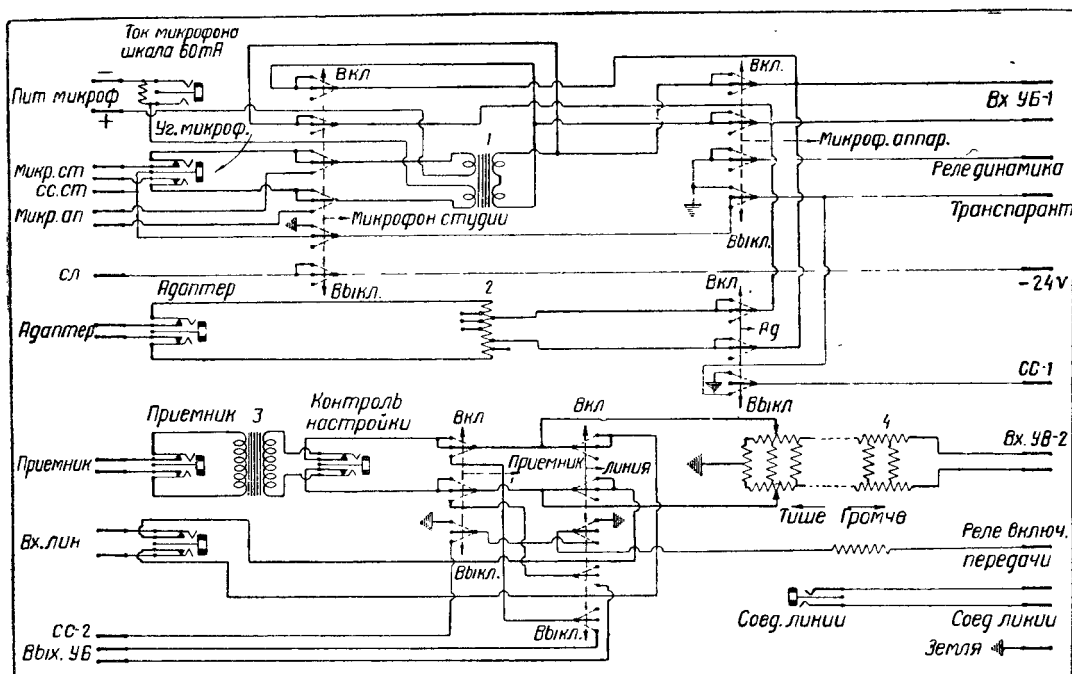 Ток микрофона
шкала 60mA
Вкл
Вкл.
Пит микроф
−
+
Уг. микроф.
1
Вх УБ-1
Микроф. аппар.
Микр. ст
сс. ст
Микр. ап
Реле динамика
Микрофон студии
Транспарант
Выкл.
сл
Выкл.
-24V
Адаптер
2
Вкл
Адаптер
Ад
СС-1
Выкл
Приемник
3
Контроль
настройки
Вкл
Вкл
4
Вх. УВ-2
Приемник
Приемник
линия
Тише
Громче
Вх. лин
Реле включ.
передачи
Выкл.
Соед. линии
Соед линии
СС-2
Выкл.
Вых. УБ
Земля